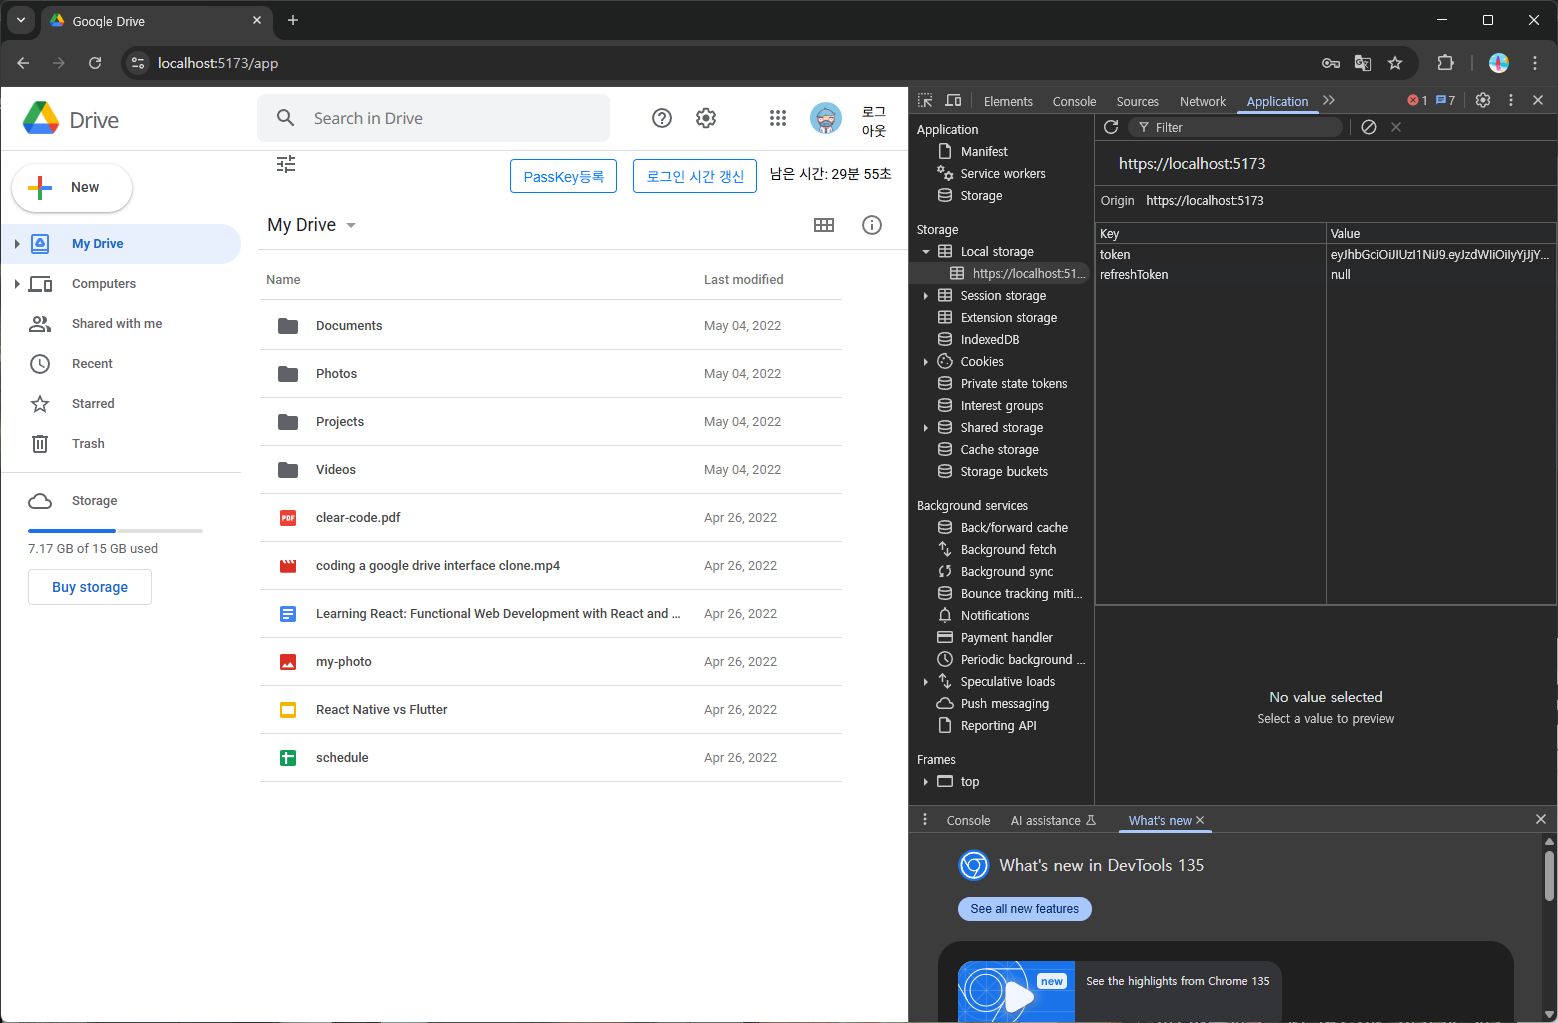 Google Drive
localhost:5173/app
Drive
Search in Drive
로그
아웃
New
PassKey등록
로그인 시간 갱신
남은 시간: 29분 55초
My Drive
My Drive
Computers
Shared with me
Recent
Starred
Trash
Storage
7.17 GB of 15 GB used
Buy storage
Name
Last modified
Documents
May 04, 2022
Photos
May 04, 2022
Projects
May 04, 2022
Videos
May 04, 2022
PDF
clear-code.pdf
Apr 26, 2022
coding a google drive interface clone.mp4
Apr 26, 2022
Learning React: Functional Web Development with React and ...
Apr 26, 2022
my-photo
Apr 26, 2022
React Native vs Flutter
Apr 26, 2022
schedule
Apr 26, 2022
Elements
Console
Sources
Network
Application
1
7
Application
Manifest
Service workers
Storage
Storage
Local storage
https://localhost:51...
Session storage
Extension storage
IndexedDB
Cookies
Private state tokens
Interest groups
Shared storage
Cache storage
Storage buckets
Background services
Back/forward cache
Background fetch
Background sync
Bounce tracking miti...
Notifications
Payment handler
Periodic background ...
Speculative loads
Push messaging
Reporting API
Frames
top
Filter
https://localhost:5173
Origin https://localhost:5173
Key
Value
token
eyJhbGciOiJIUzI1NiJ9.eyJzdWIiOiIyYjJjY...
refreshToken
null
No value selected
Select a value to preview
Console
AI assistance
What's new
What's new in DevTools 135
See all new features
new
See the highlights from Chrome 135